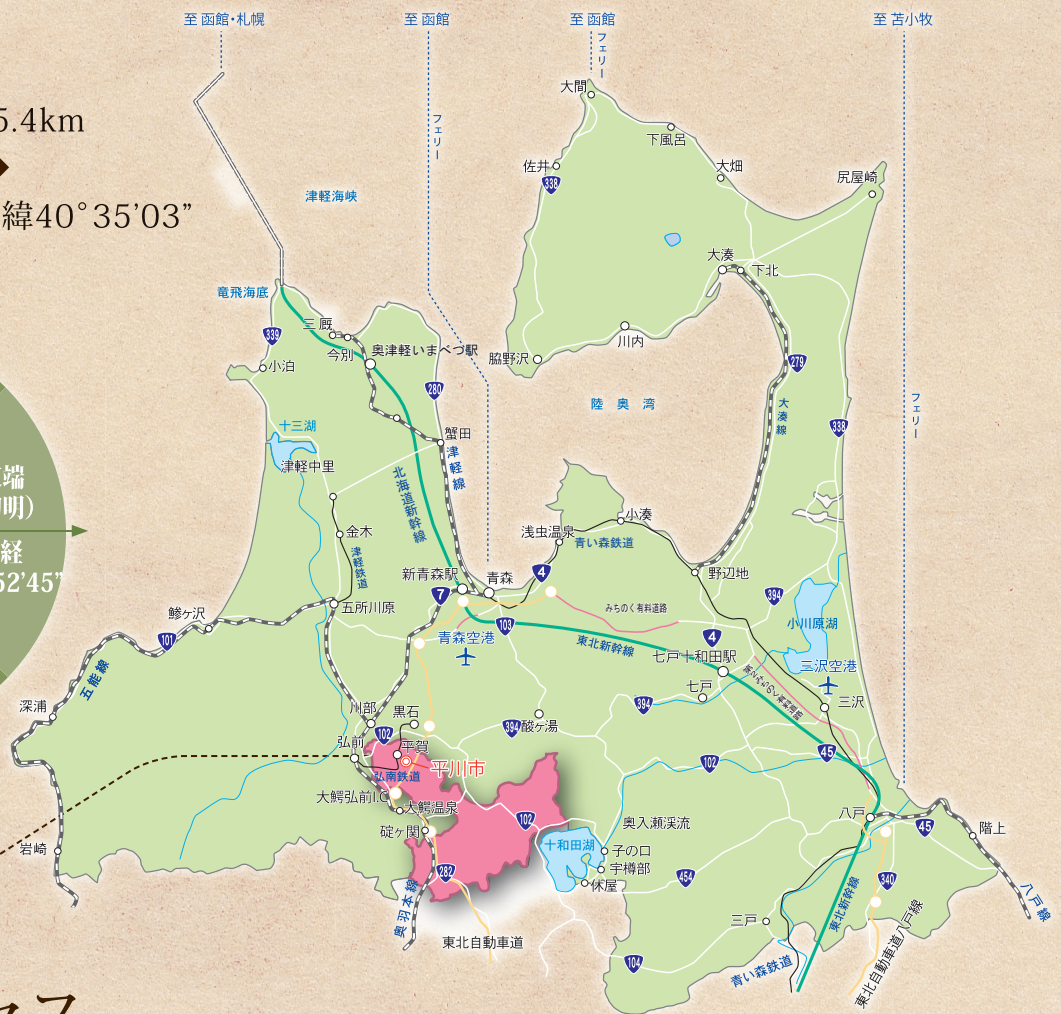 至 函館・札幌
至 函館
至 函館
至 苫小牧
フェリー
大間
5.4km
フェリー
下風呂
佐井
大畑
338
尻屋崎
津軽海峡
緯40°35’03”
大湊
下北
竜飛海底
三厩
339
川内
今別
奥津軽いまべつ駅
脇野沢
小泊
279
280
陸奥湾
大湊線
フェリー
338
十三湖
蟹田
津軽線
津軽中里
北海道新幹線
端
明)
小湊
浅虫温泉
金木
青い森鉄道
経
52’45”
津軽鉄道
新青森駅
青森
4
野辺地
7
394
五所川原
みちのく有料道路
鰺ヶ沢
103
小川原湖
101
青森空港
4
東北新幹線
七戸十和田駅
三沢空港
五能線
第2みちのく有料道路
七戸
394
三沢
深浦
川部
黒石
394
酸ヶ湯
102
弘前
平賀
45
平川市
102
弘南鉄道
大鰐弘前I.C
大鰐温泉
八戸
102
奥入瀬渓流
45
階上
碇ヶ関
岩崎
十和田湖
子の口
宇樽部
282
休屋
454
340
八戸線
奥羽本線
東北新幹線
三戸
東北自動車道
東北自動車道八戸線
104
青い森鉄道
セス